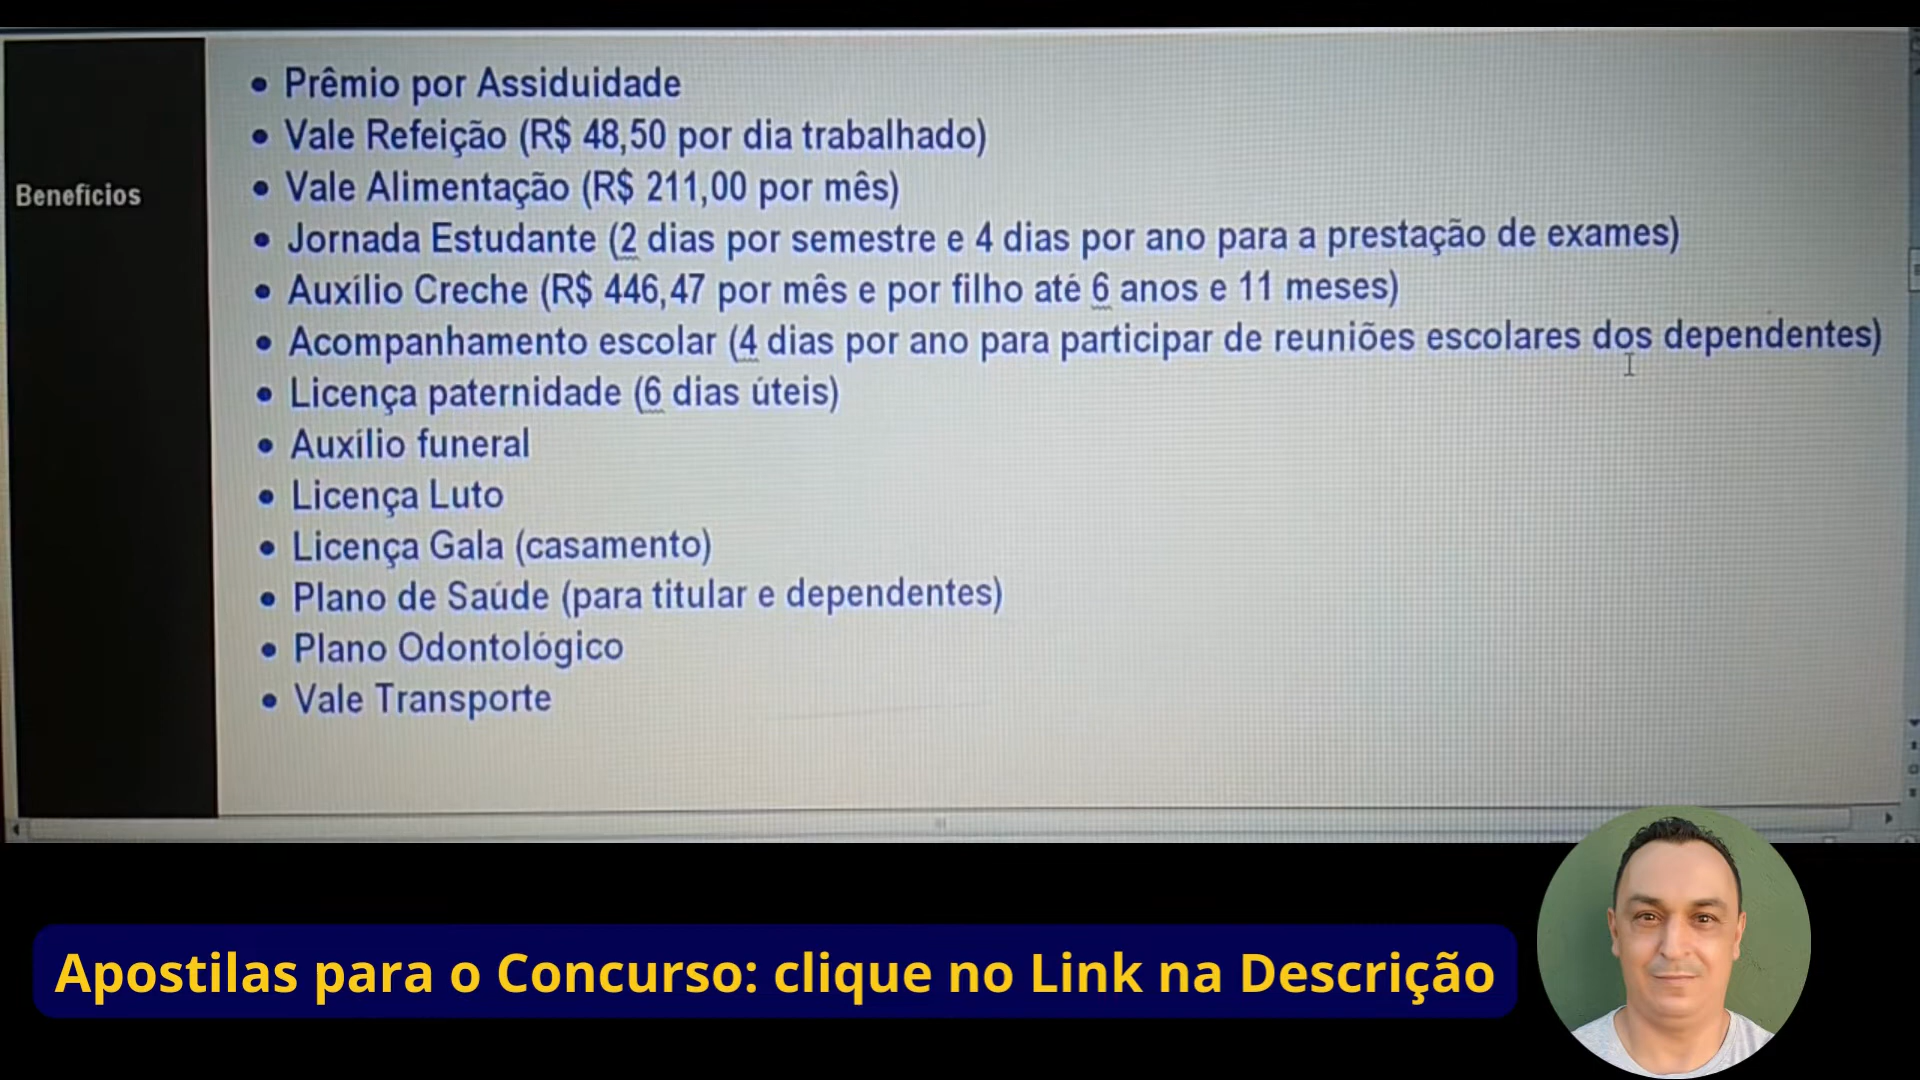 Benefícios
• Prêmio por Assiduidade
• Vale Refeição (R$ 48,50 por dia trabalhado)
• Vale Alimentação (R$ 211,00 por mês)
• Jornada Estudante (2 dias por semestre e 4 dias por ano para a prestação de exames)
• Auxílio Creche (R$ 446,47 por mês e por filho até 6 anos e 11 meses)
• Acompanhamento escolar (4 dias por ano para participar de reuniões escolares dos dependentes)
• Licença paternidade (6 dias úteis)
• Auxílio funeral
• Licença Luto
• Licença Gala (casamento)
• Plano de Saúde (para titular e dependentes)
• Plano Odontológico
• Vale Transporte
Apostilas para o Concurso: clique no Link na Descrição